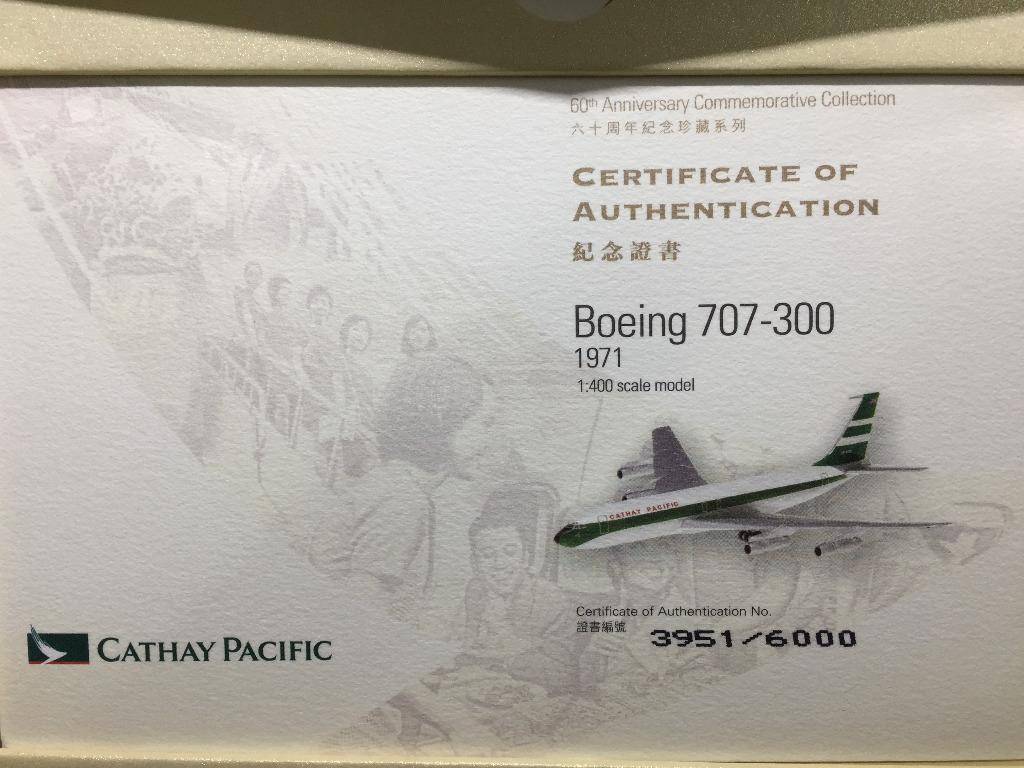 60th Anniversary Commemorative Collection
六十周年紀念珍藏系列
CERTIFICATE OF
AUTHENTICATION
紀念證書
Boeing 707-300
1971
1:400 scale model
CATHAY PACIFIC
Certificate of Authentication No.
證書編號
3951/6000
CATHAY PACIFIC